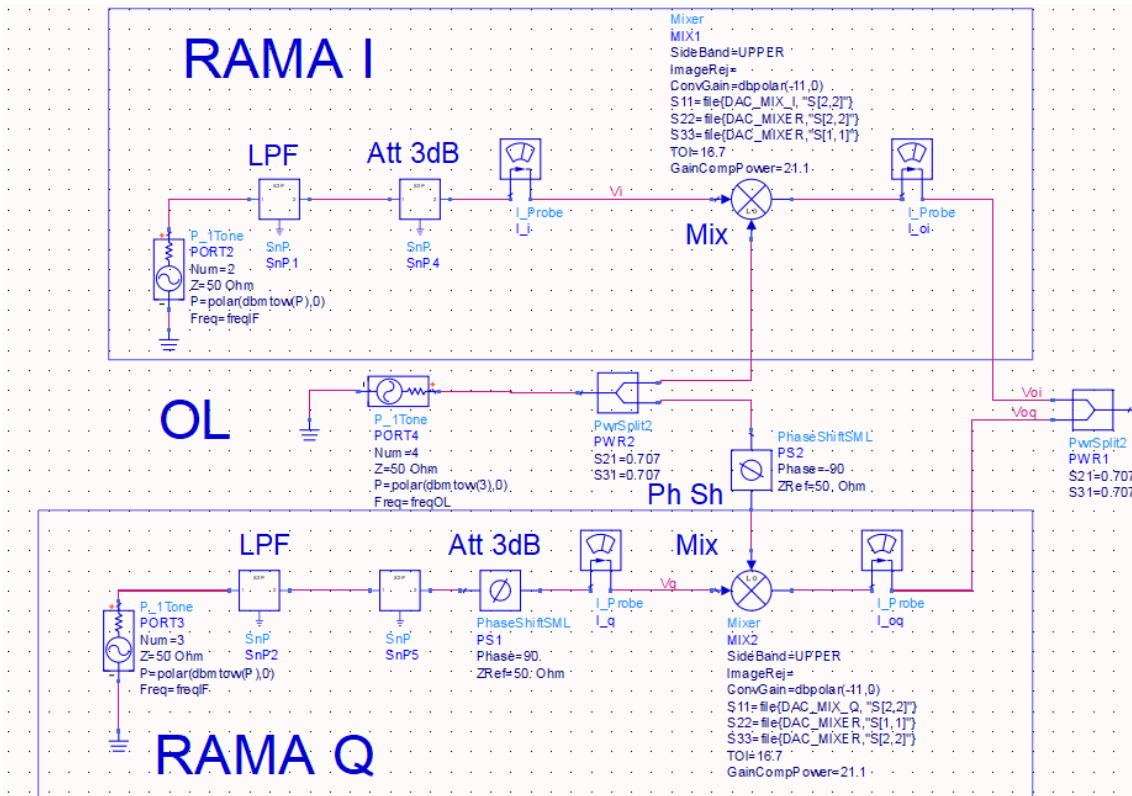 RAMA I
Mixer
MIX1
SideBand=UPPER
ImageRej=
ConvGain=dbpolar(-11,0)
S11=file{DAC_MIX_I, "S[2,2]"}
S22=file{DAC_MIXER,"S[2,2]"}
S33=file{DAC_MIXER,"S[1,1]"}
TOI=16.7
GainCompPower=21.1
LPF
Att 3dB
Vi
I_Probe
I_i
I_Probe
I_oi
Mix
LO
SnP
SnP1
SnP
SnP4
P_1Tone
PORT2
Num=2
Z=50 Ohm
P=polar(dbmtow(P),0)
Freq=freqIF
OL
P_1Tone
PORT4
Num=4
Z=50 Ohm
P=polar(dbmtow(3),0)
Freq=freqOL
PwrSplit2
PWR2
S21=0.707
S31=0.707
PhaseShiftSML
PS2
Phase=-90
ZRef=50. Ohm
Ph Sh
Voi
Voq
PwrSplit2
PWR1
S21=0.707
S31=0.707
LPF
Att 3dB
Mix
LO
Vq
P_1Tone
PORT3
Num=3
Z=50 Ohm
P=polar(dbmtow(P),0)
Freq=freqIF
SnP
SnP2
SnP
SnP5
PhaseShiftSML
PS1
Phase=90.
ZRef=50. Ohm
I_Probe
I_q
I_Probe
I_oq
Mixer
MIX2
SideBand=UPPER
ImageRej=
ConvGain=dbpolar(-11,0)
S11=file{DAC_MIX_Q, "S[2,2]"}
S22=file{DAC_MIXER,"S[1,1]"}
S33=file{DAC_MIXER,"S[2,2]"}
TOI=16.7
GainCompPower=21.1
RAMA Q